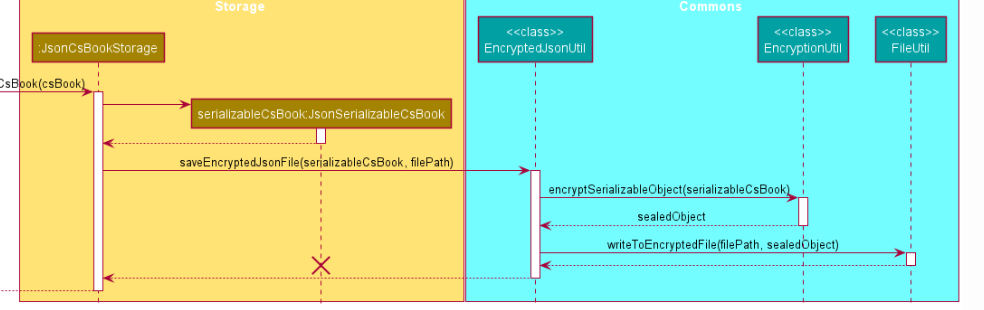 Storage
Commons
:JsonCsBookStorage
<<class>>
EncryptedJsonUtil
<<class>>
EncryptionUtil
<<class>>
FileUtil
CsBook(csBook)
serializableCsBook:JsonSerializableCsBook
saveEncryptedJsonFile(serializableCsBook, filePath)
encryptSerializableObject(serializableCsBook)
sealedObject
writeToEncryptedFile(filePath, sealedObject)